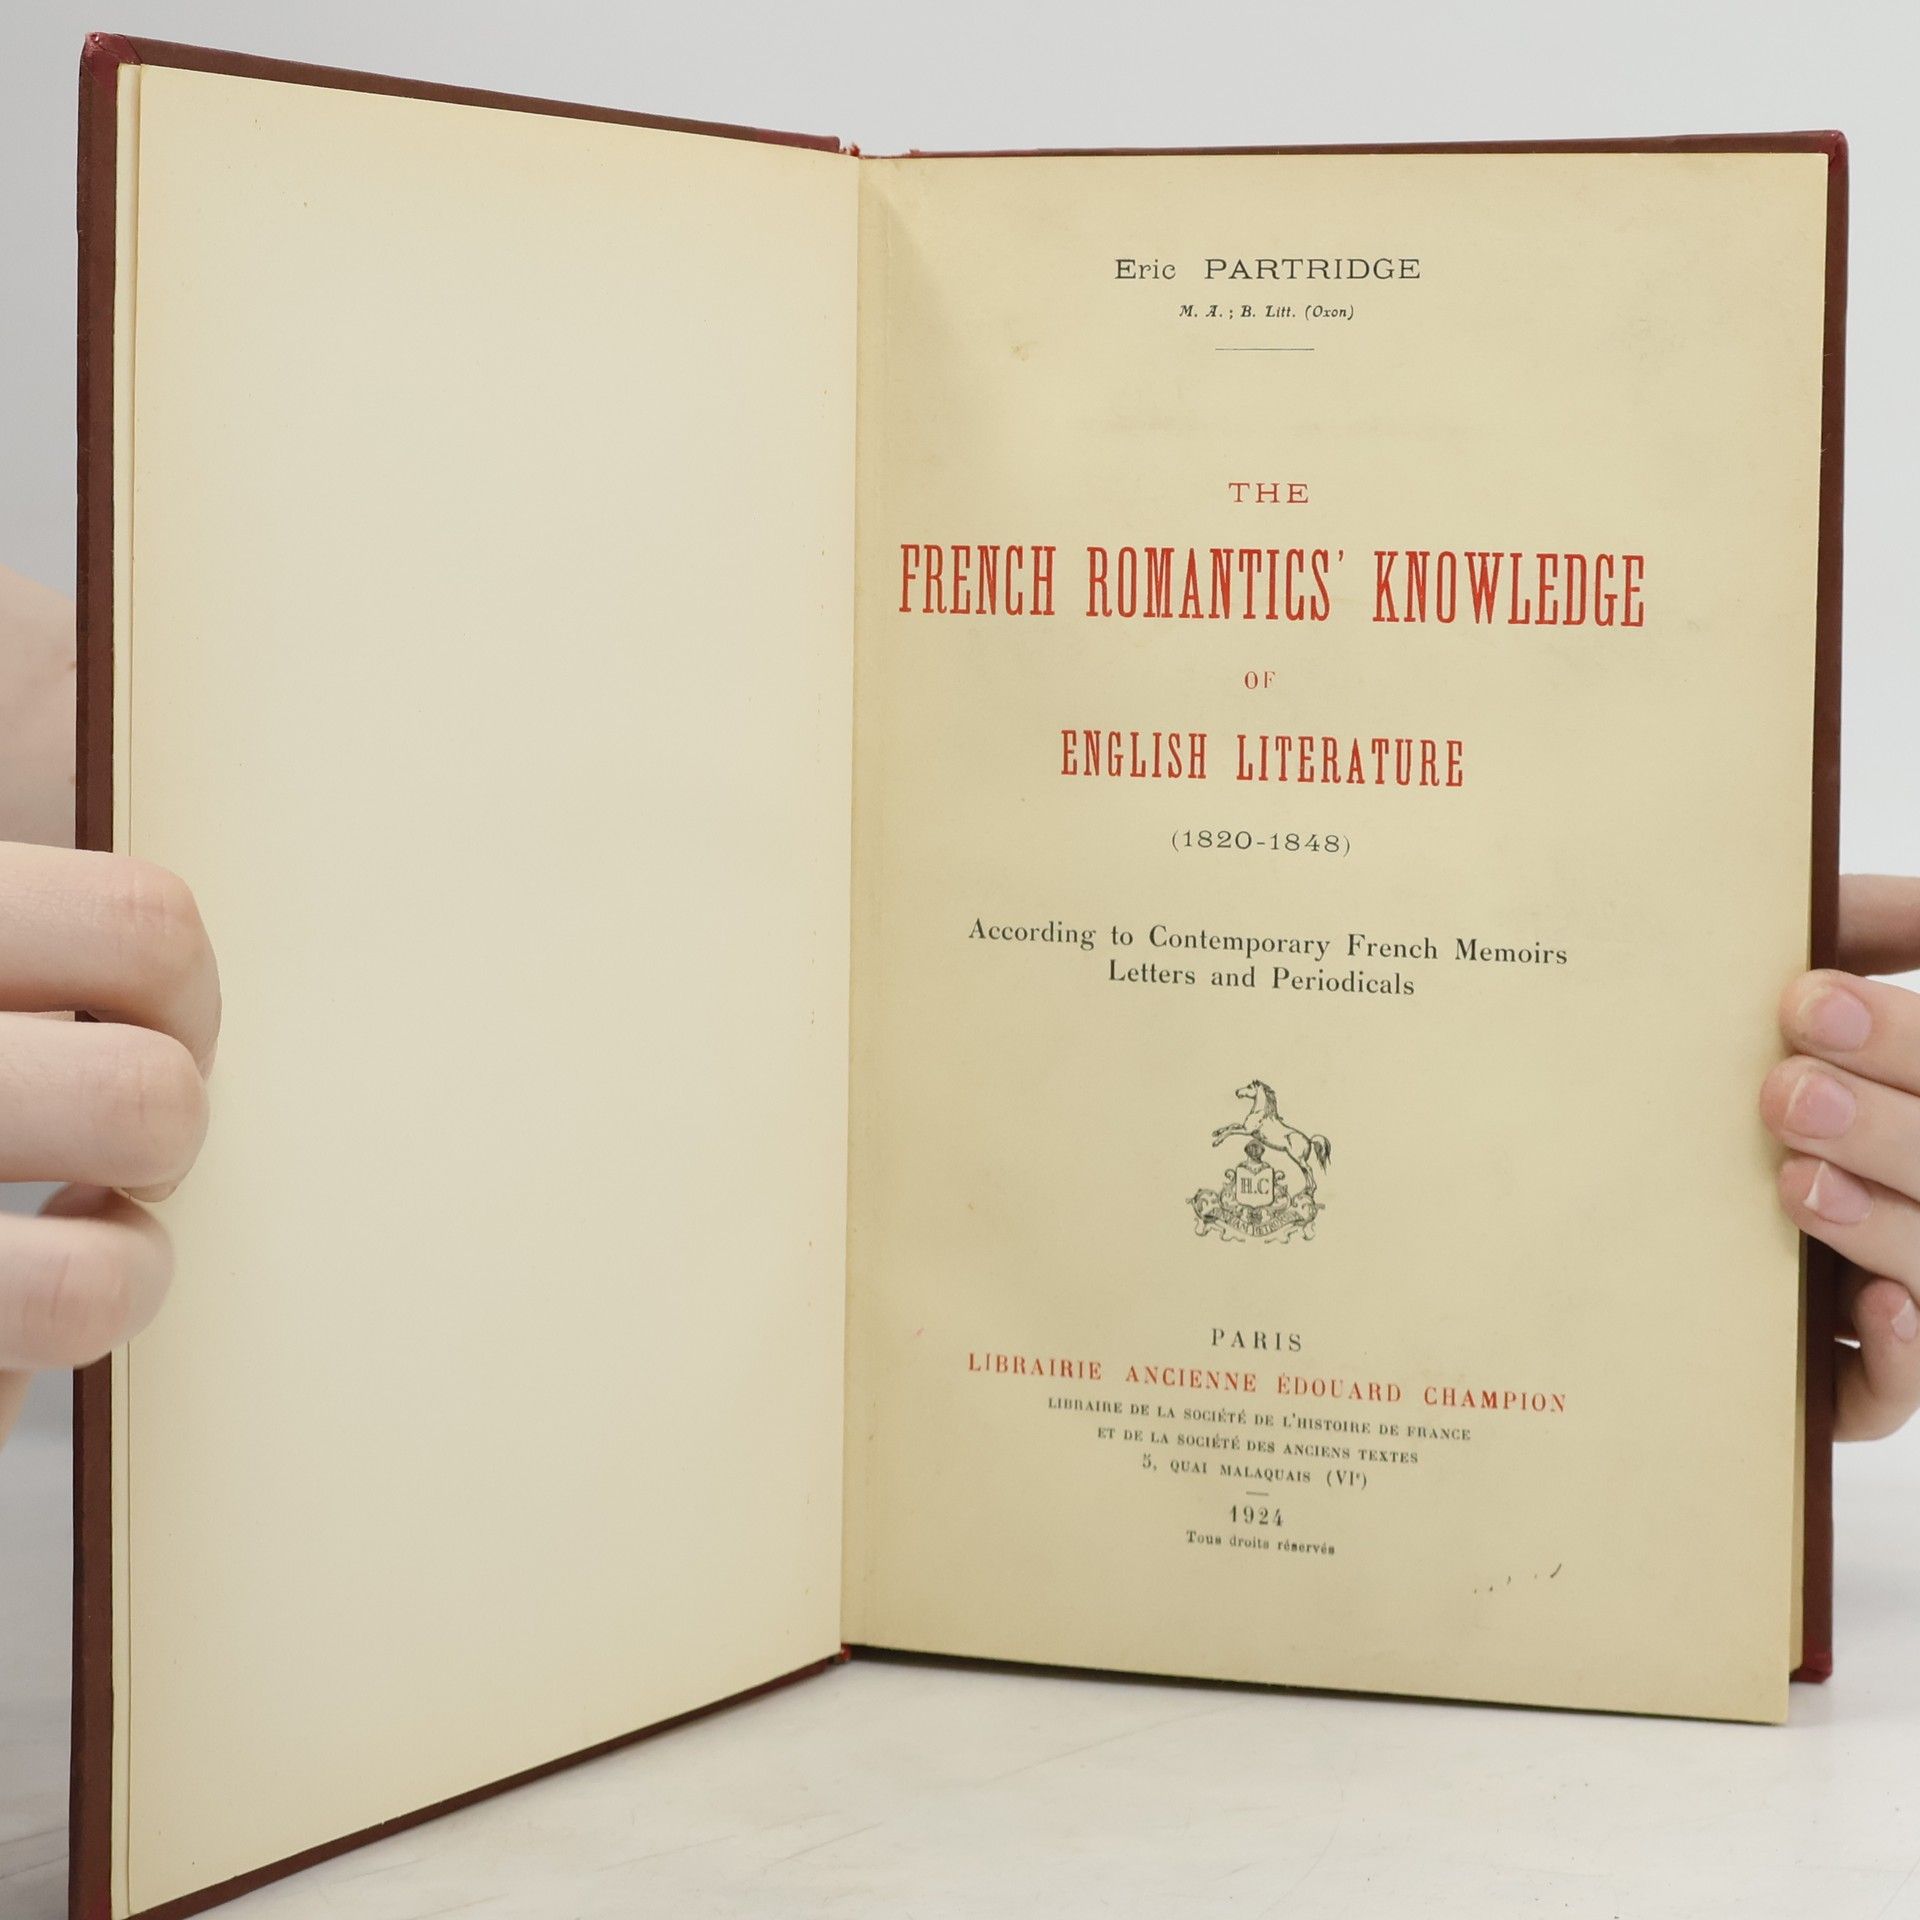 Eric PARTRIDGE
M. A.; B. Litt. (Oxon)
THE
FRENCH ROMANTICS' KNOWLEDGE
OF
ENGLISH LITERATURE
(1820-1848)
According to Contemporary French Memoirs
Letters and Periodicals
H.C
PARIS
LIBRAIRIE ANCIENNE ÉDOUARD CHAMPION
LIBRAIRE DE LA SOCIÉTÉ DE L'HISTOIRE DE FRANCE
ET DE LA SOCIÉTÉ DES ANCIENS TEXTES
5, QUAI MALAQUAIS (VIᵉ)
1924
Tous droits réservés